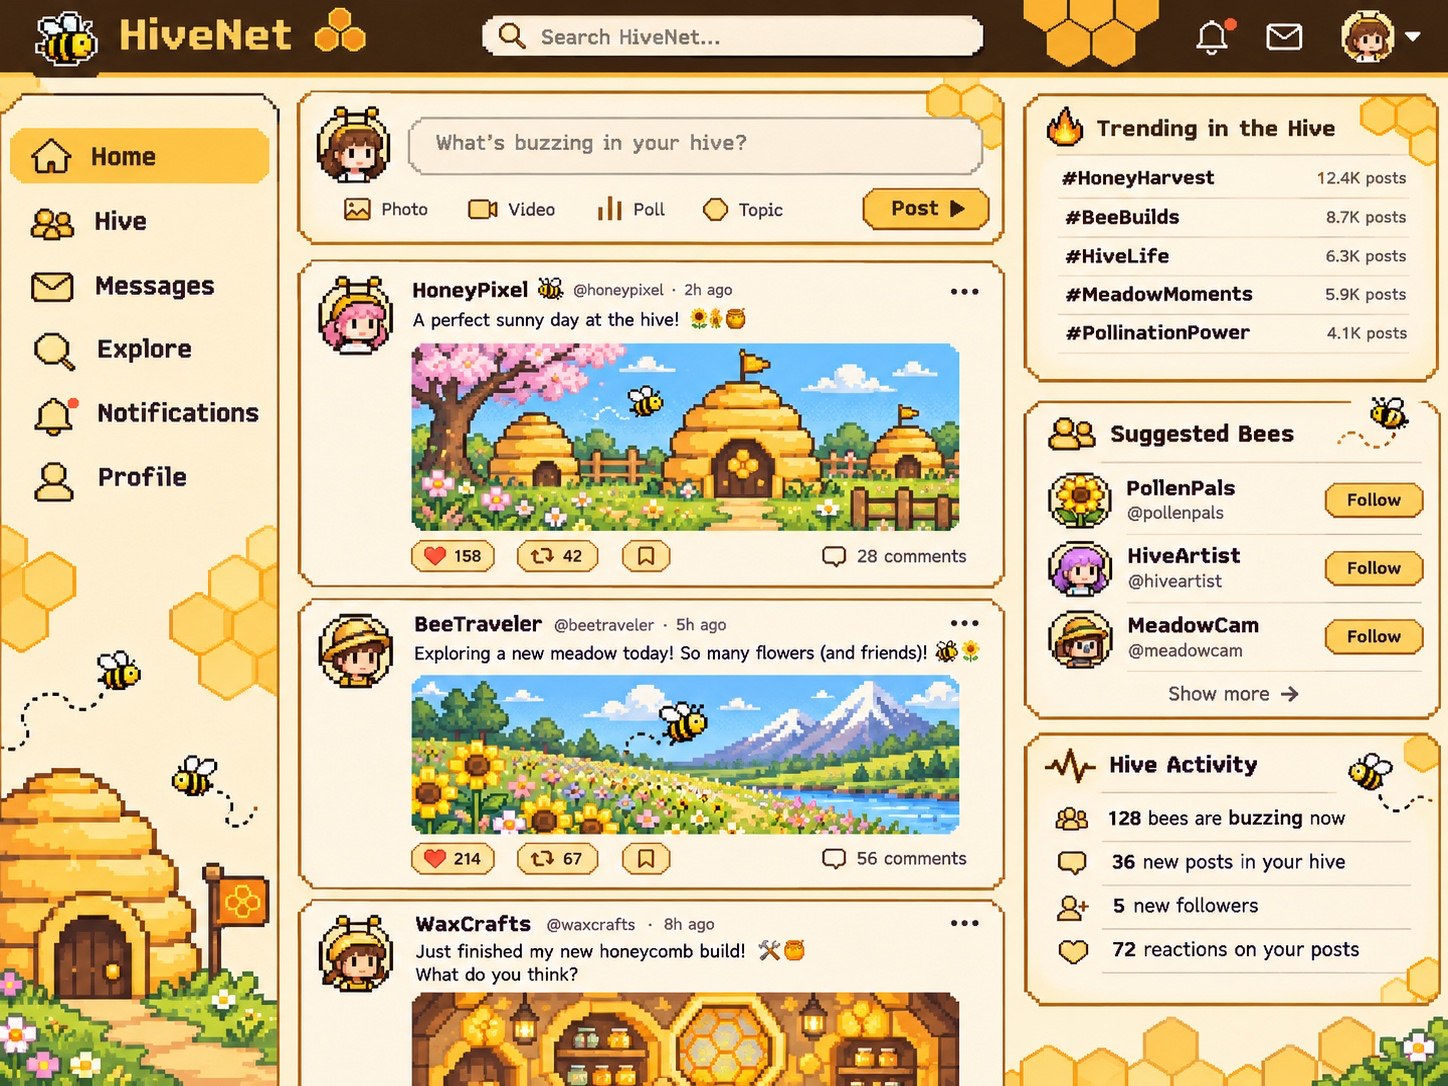 HiveNet
Search HiveNet...
Home
Hive
Messages
Explore
Notifications
Profile
What's buzzing in your hive?
Photo
Video
Poll
Topic
Post
HoneyPixel @honeypixel · 2h ago
A perfect sunny day at the hive!
158
42
28 comments
BeeTraveler @beetraveler · 5h ago
Exploring a new meadow today! So many flowers (and friends)!
214
67
56 comments
WaxCrafts @waxcrafts · 8h ago
Just finished my new honeycomb build!
What do you think?
Trending in the Hive
#HoneyHarvest 12.4K posts
#BeeBuilds 8.7K posts
#HiveLife 6.3K posts
#MeadowMoments 5.9K posts
#PollinationPower 4.1K posts
Suggested Bees
PollenPals
@pollenpals
Follow
HiveArtist
@hiveartist
Follow
MeadowCam
@meadowcam
Follow
Show more →
Hive Activity
128 bees are buzzing now
36 new posts in your hive
5 new followers
72 reactions on your posts